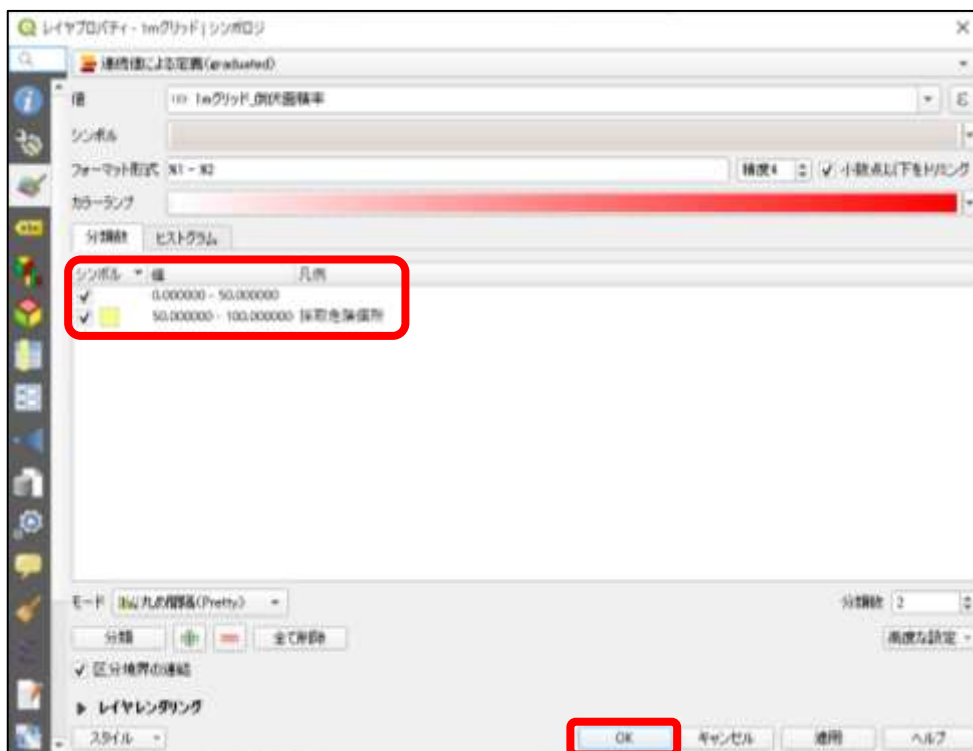 レイヤプロパティ - 1mグリッド | シンボロジ
連続値による定義(graduated)
値 123 1mグリッド_倒伏面積率 ε
シンボル
フォーマット形式 %1 - %2 精度4 小数点以下をトリミング
カラーランプ
分類数 ヒストグラム
シンボル 値 凡例
0.000000 - 50.000000
50.000000 - 100.000000 採取危険個所
モード 丸め間隔(Pretty) 分類数 2
分類 全て削除 高度な設定
区分境界の連結
レイヤレンダリング
スタイル OK キャンセル 適用 ヘルプ